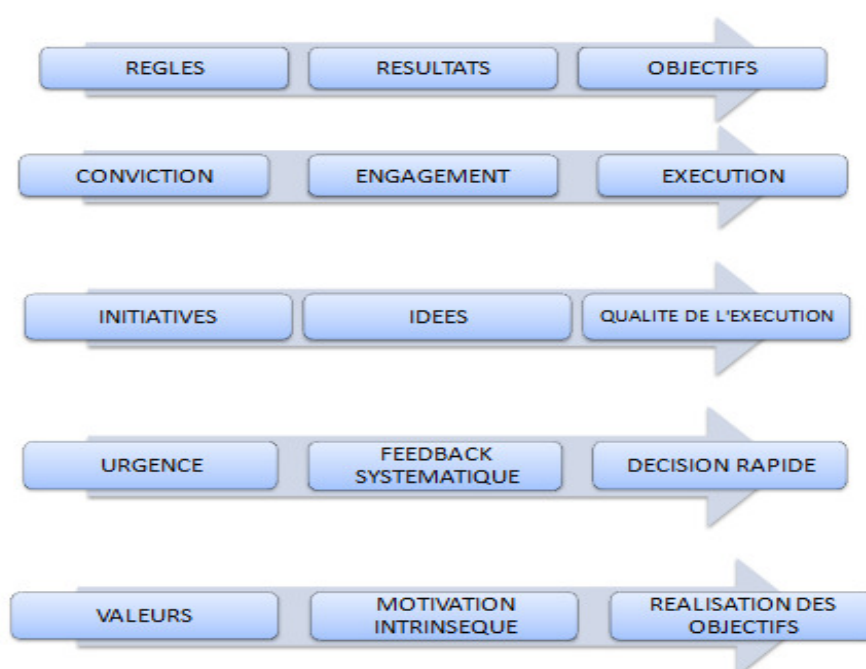 REGLES RESULTATS OBJECTIFS
CONVICTION ENGAGEMENT EXECUTION
INITIATIVES IDEES QUALITE DE L'EXECUTION
URGENCE
FEEDBACK
SYSTEMATIQUE
DECISION RAPIDE
VALEURS
MOTIVATION
INTRINSEQUE
REALISATION DES
OBJECTIFS